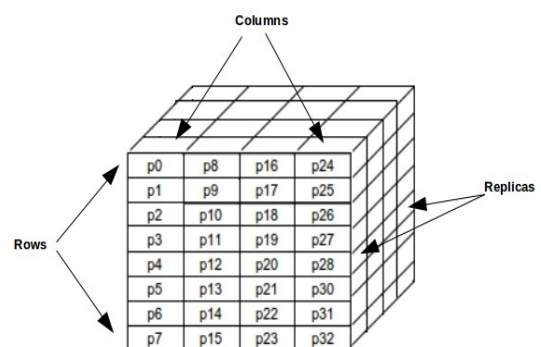 Columns
p0 p8 p16 p24
p1 p9 p17 p25
Replicas
p2 p10 p18 p26
Rows
p3 p11 p19 p27
p4 p12 p20 p28
p5 p13 p21 p30
p6 p14 p22 p31
p7 p15 p23 p32